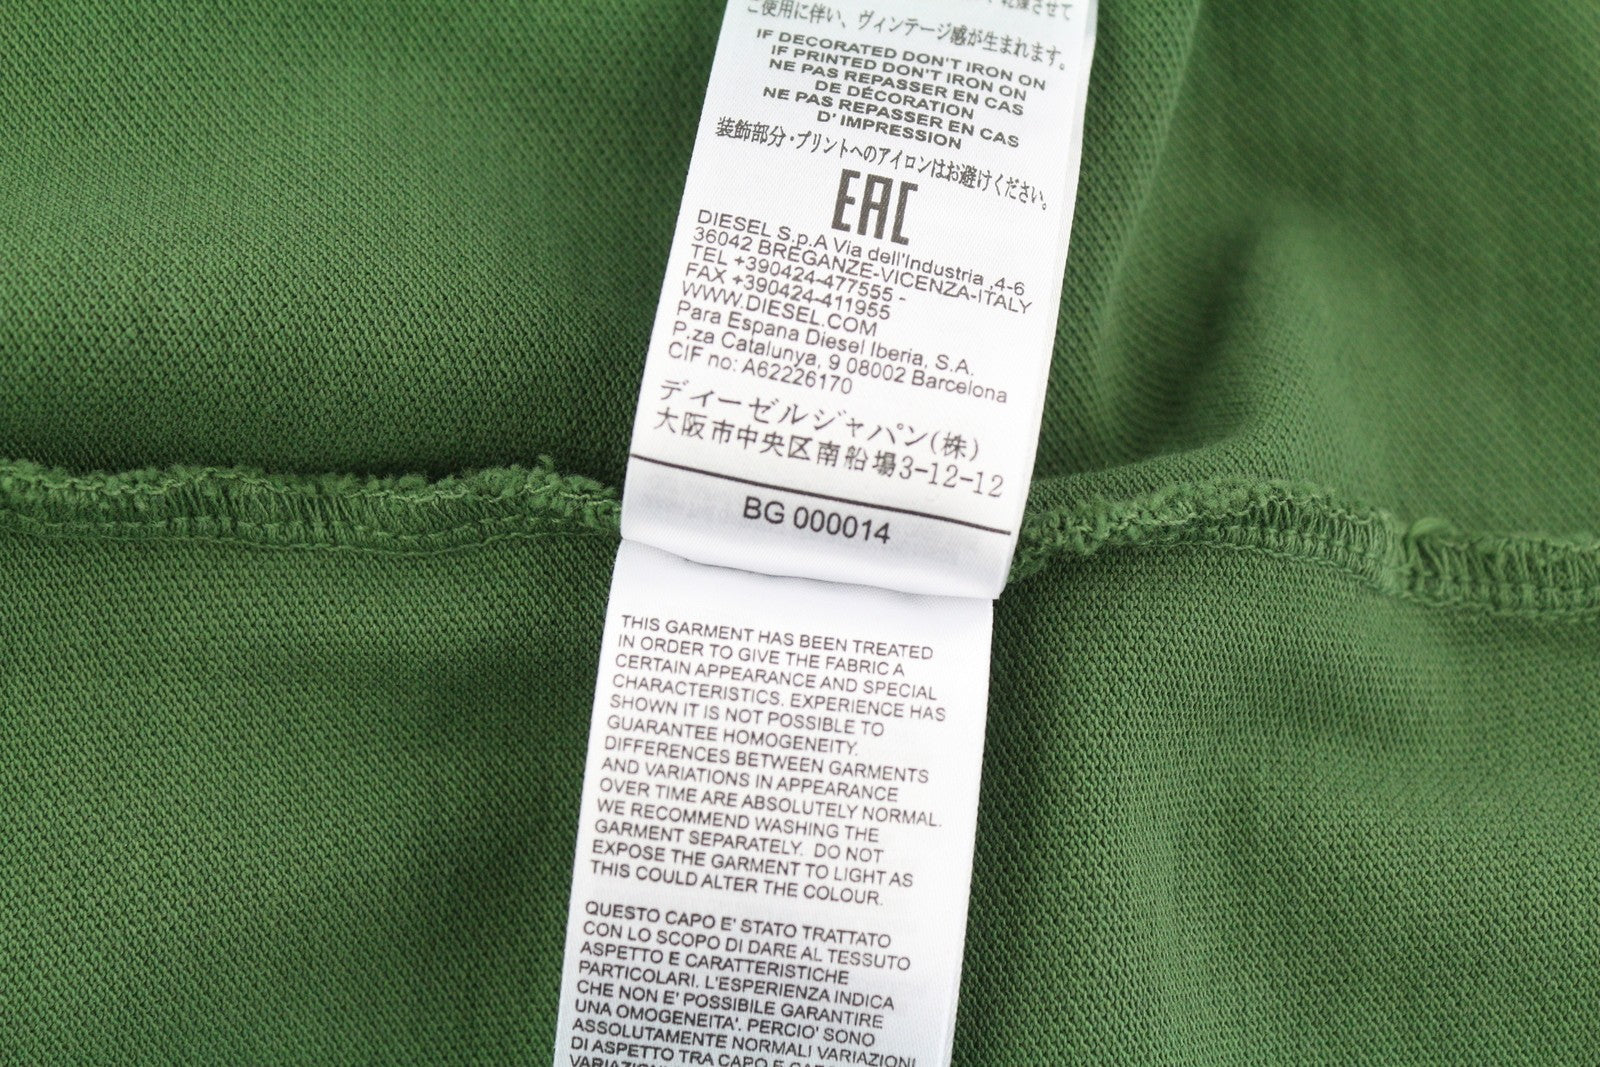 乾燥させて
ご使用に伴い、ヴィンテージ感が生まれます。
IF DECORATED DON'T IRON ON
IF PRINTED DON'T IRON ON
NE PAS REPASSER EN CAS
DE DÉCORATION
NE PAS REPASSER EN CAS
D' IMPRESSION
装飾部分・プリントへのアイロンはお避けください。
EAC
DIESEL S.p.A Via dell'Industria ,4-6
36042 BREGANZE-VICENZA-ITALY
TEL +390424-477555 -
FAX +390424-411955
WWW.DIESEL.COM
Para Espana Diesel Iberia, S.A.
P.za Catalunya, 9 08002 Barcelona
CIF no: A62226170
ディーゼルジャパン(株)
大阪市中央区南船場3-12-12
BG 000014
THIS GARMENT HAS BEEN TREATED
IN ORDER TO GIVE THE FABRIC A
CERTAIN APPEARANCE AND SPECIAL
CHARACTERISTICS. EXPERIENCE HAS
SHOWN IT IS NOT POSSIBLE TO
GUARANTEE HOMOGENEITY.
DIFFERENCES BETWEEN GARMENTS
AND VARIATIONS IN APPEARANCE
OVER TIME ARE ABSOLUTELY NORMAL.
WE RECOMMEND WASHING THE
GARMENT SEPARATELY. DO NOT
EXPOSE THE GARMENT TO LIGHT AS
THIS COULD ALTER THE COLOUR.
QUESTO CAPO E' STATO TRATTATO
CON LO SCOPO DI DARE AL TESSUTO
ASPETTO E CARATTERISTICHE
PARTICOLARI. L'ESPERIENZA INDICA
CHE NON E' POSSIBILE GARANTIRE
UNA OMOGENEITA'. PERCIO' SONO
ASSOLUTAMENTE NORMALI VARIAZIONI
DI ASPETTO TRA CAPO E